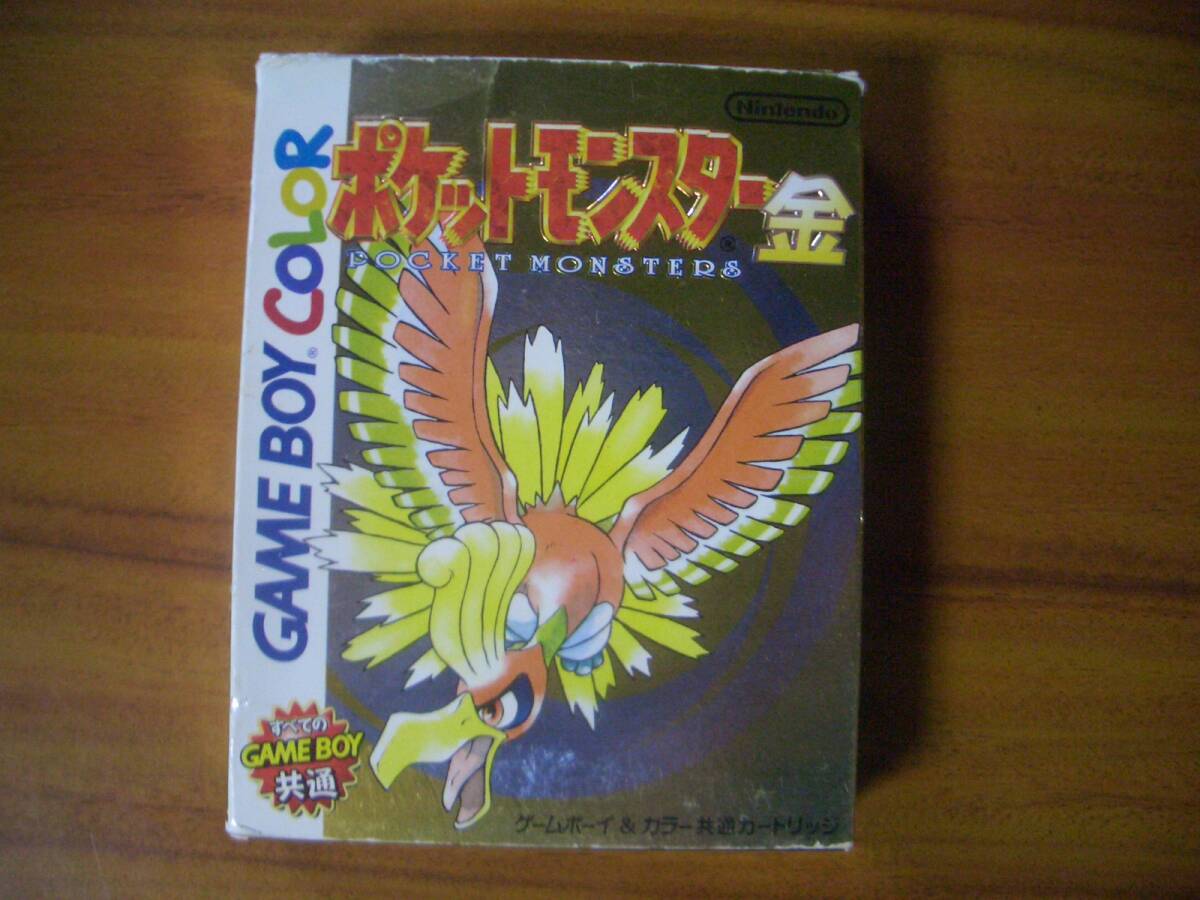 Nintendo
ポケットモンスター金
POCKET MONSTERS
GAME BOY COLOR
すべての
GAME BOY
共通
ゲームボーイ & カラー共通カートリッジ